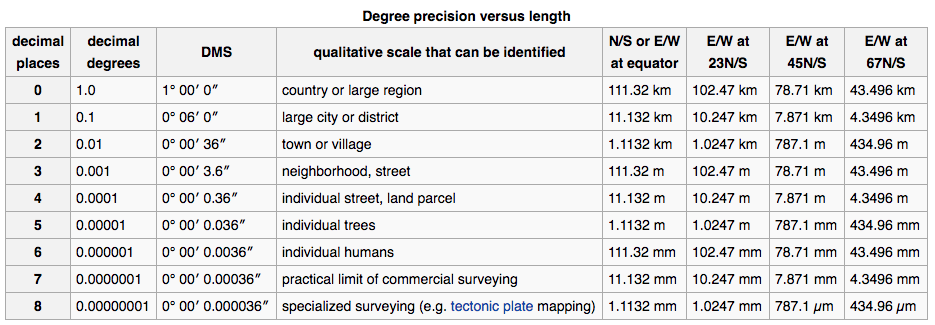 Degree precision versus length
decimal places decimal degrees DMS qualitative scale that can be identified N/S or E/W at equator E/W at 23N/S E/W at 45N/S E/W at 67N/S
0 1.0 1° 00′ 0″ country or large region 111.32 km 102.47 km 78.71 km 43.496 km
1 0.1 0° 06′ 0″ large city or district 11.132 km 10.247 km 7.871 km 4.3496 km
2 0.01 0° 00′ 36″ town or village 1.1132 km 1.0247 km 787.1 m 434.96 m
3 0.001 0° 00′ 3.6″ neighborhood, street 111.32 m 102.47 m 78.71 m 43.496 m
4 0.0001 0° 00′ 0.36″ individual street, land parcel 11.132 m 10.247 m 7.871 m 4.3496 m
5 0.00001 0° 00′ 0.036″ individual trees 1.1132 m 1.0247 m 787.1 mm 434.96 mm
6 0.000001 0° 00′ 0.0036″ individual humans 111.32 mm 102.47 mm 78.71 mm 43.496 mm
7 0.0000001 0° 00′ 0.00036″ practical limit of commercial surveying 11.132 mm 10.247 mm 7.871 mm 4.3496 mm
8 0.00000001 0° 00′ 0.000036″ specialized surveying (e.g. tectonic plate mapping) 1.1132 mm 1.0247 mm 787.1 µm 434.96 µm